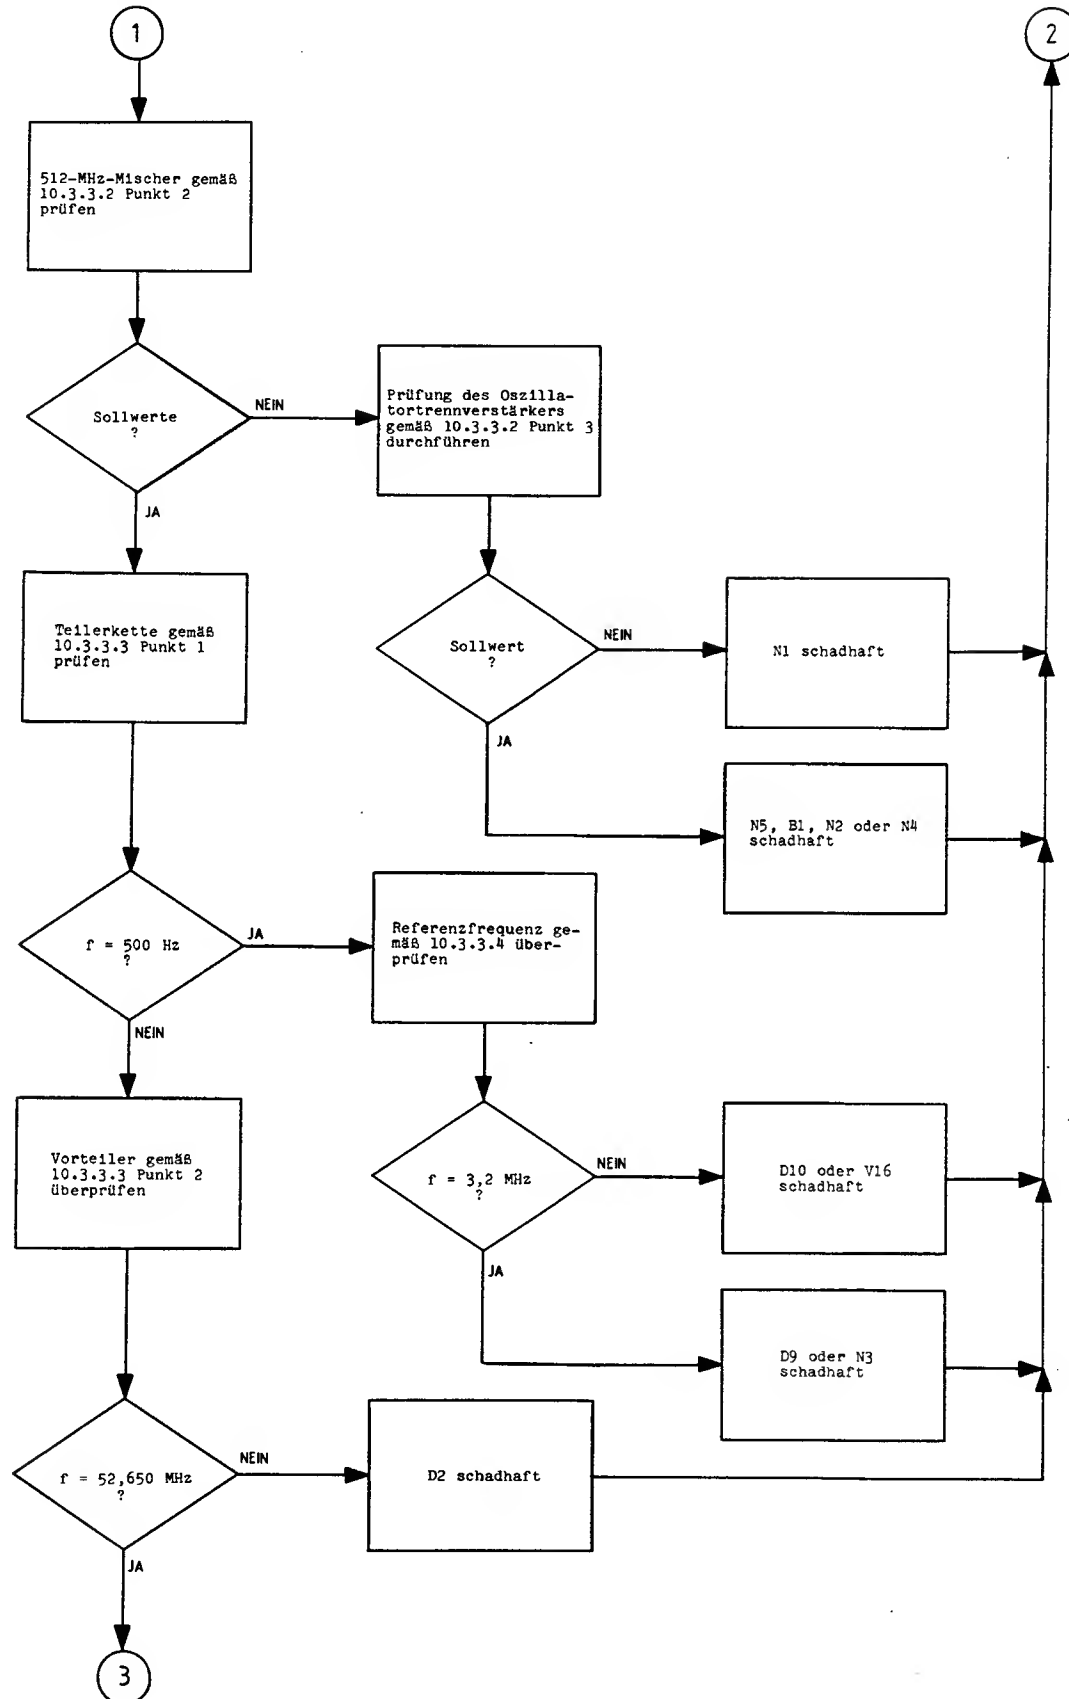 1
2
512-MHz-Mischer gemäß
10.3.3.2 Punkt 2
prüfen
Sollwerte
?
NEIN
JA
Prüfung des Oszilla-
tortrennverstärkers
gemäß 10.3.3.2 Punkt 3
durchführen
Teilerkette gemäß
10.3.3.3 Punkt 1
prüfen
Sollwert
?
NEIN
JA
N1 schadhaft
N5, B1, N2 oder N4
schadhaft
f = 500 Hz
?
JA
NEIN
Referenzfrequenz ge-
mäß 10.3.3.4 über-
prüfen
Vorteiler gemäß
10.3.3.3 Punkt 2
überprüfen
f = 3,2 MHz
?
NEIN
JA
D10 oder V16
schadhaft
D9 oder N3
schadhaft
f = 52,650 MHz
?
NEIN
JA
D2 schadhaft
3